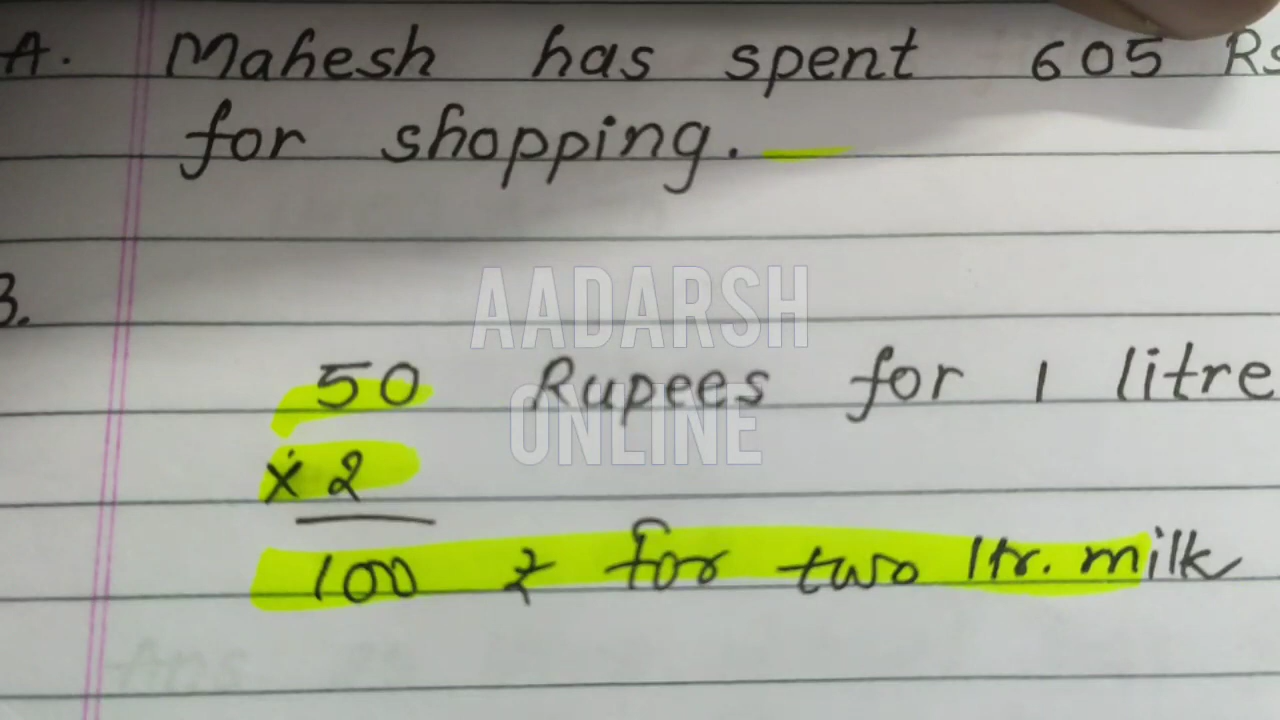 A. Mahesh has spent 605 Rs
for shopping.
B.
50 Rupees for 1 litre
× 2
100 ₹ for two ltr. milk
AADARSH
ONLINE